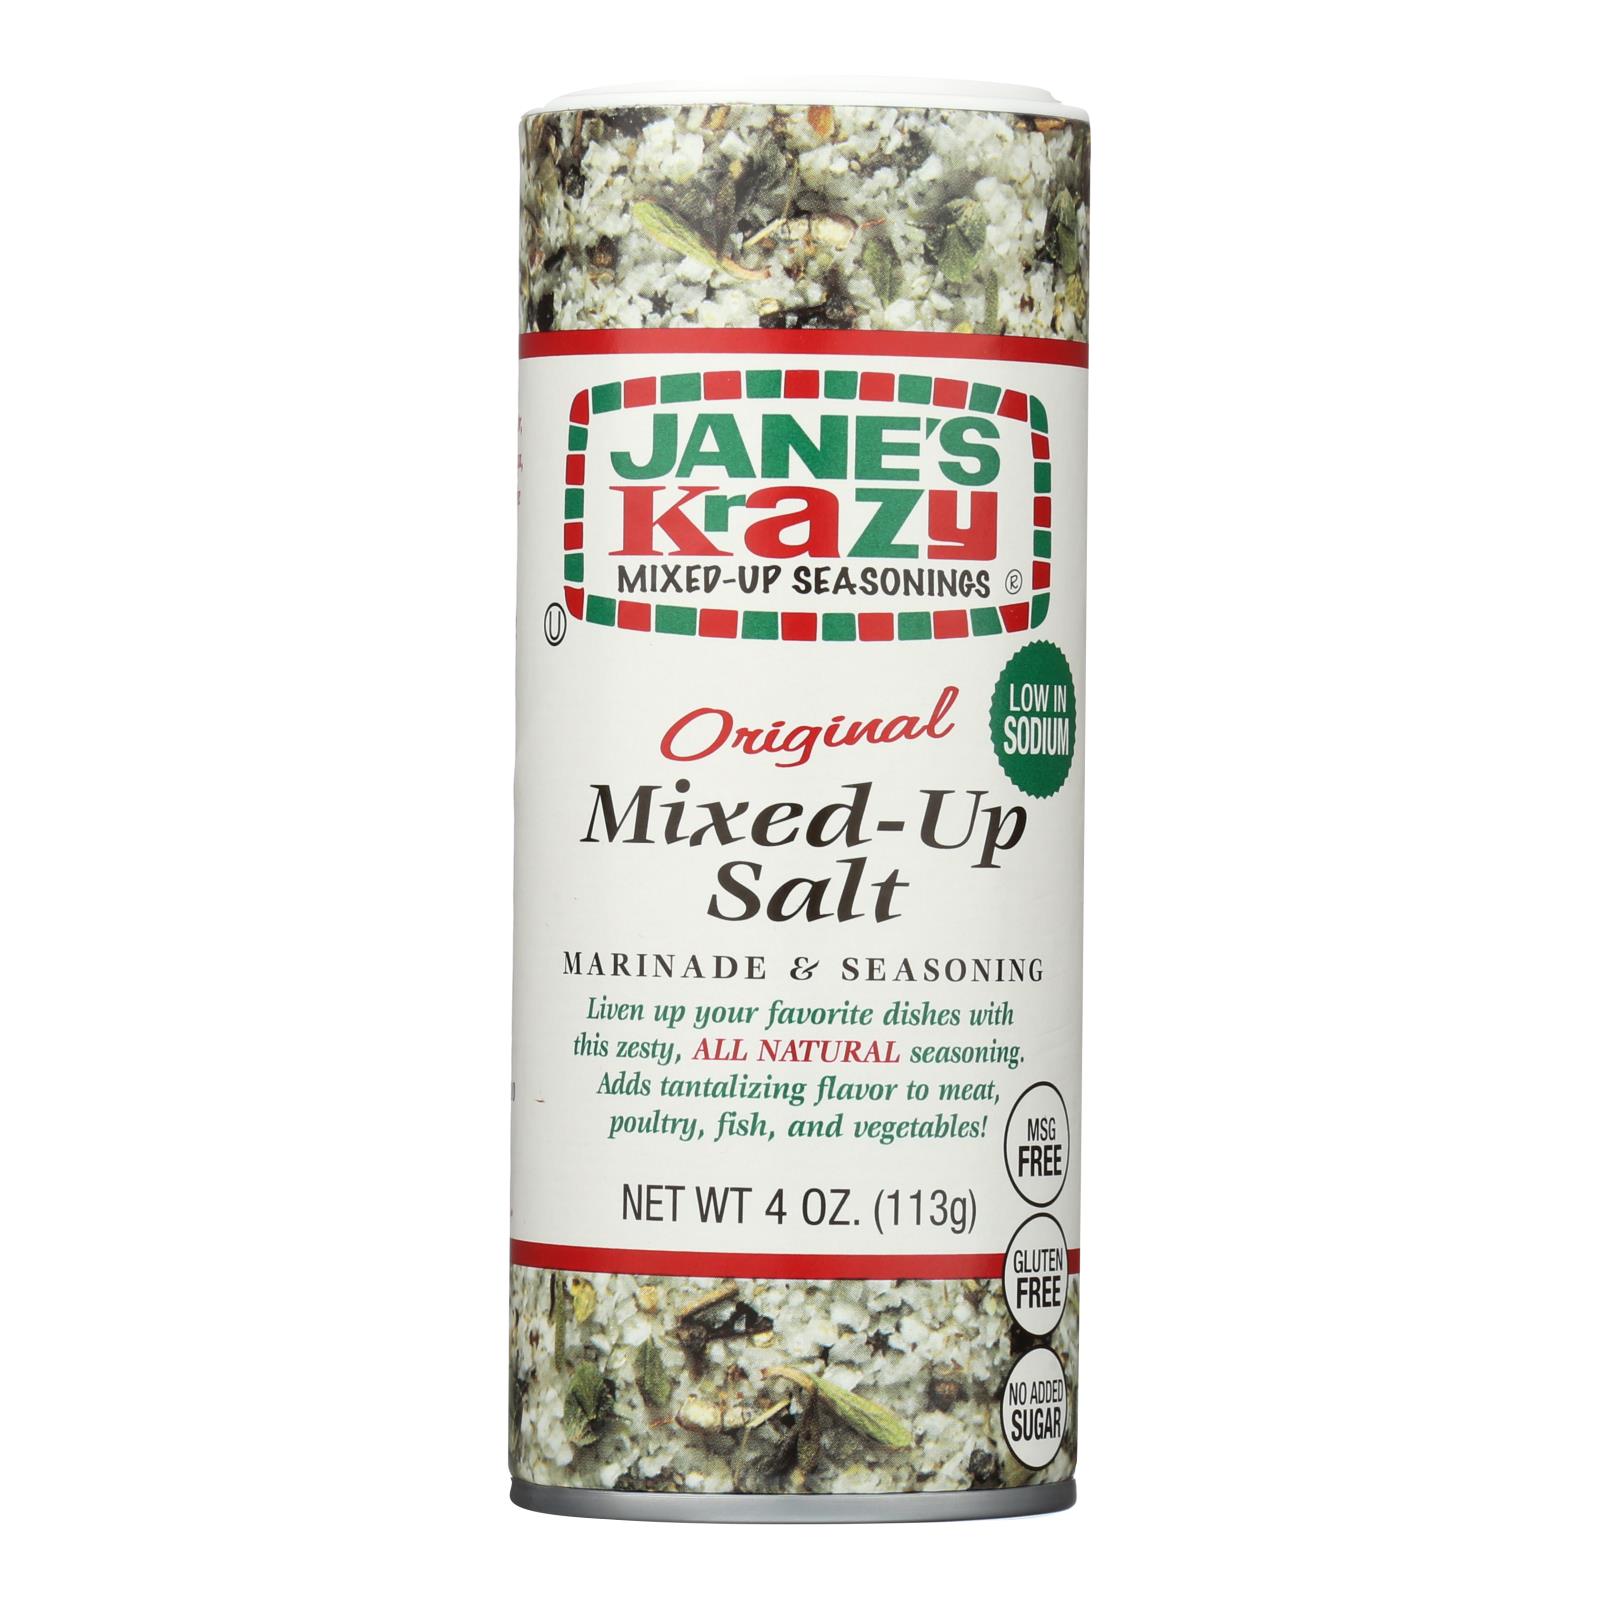 JANE'S
Krazy
MIXED-UP SEASONINGS ®
U
LOW IN
SODIUM
Original
Mixed-Up
Salt
MARINADE & SEASONING
Liven up your favorite dishes with
this zesty, ALL NATURAL seasoning.
Adds tantalizing flavor to meat,
poultry, fish, and vegetables!
MSG
FREE
NET WT 4 OZ. (113g)
GLUTEN
FREE
NO ADDED
SUGAR